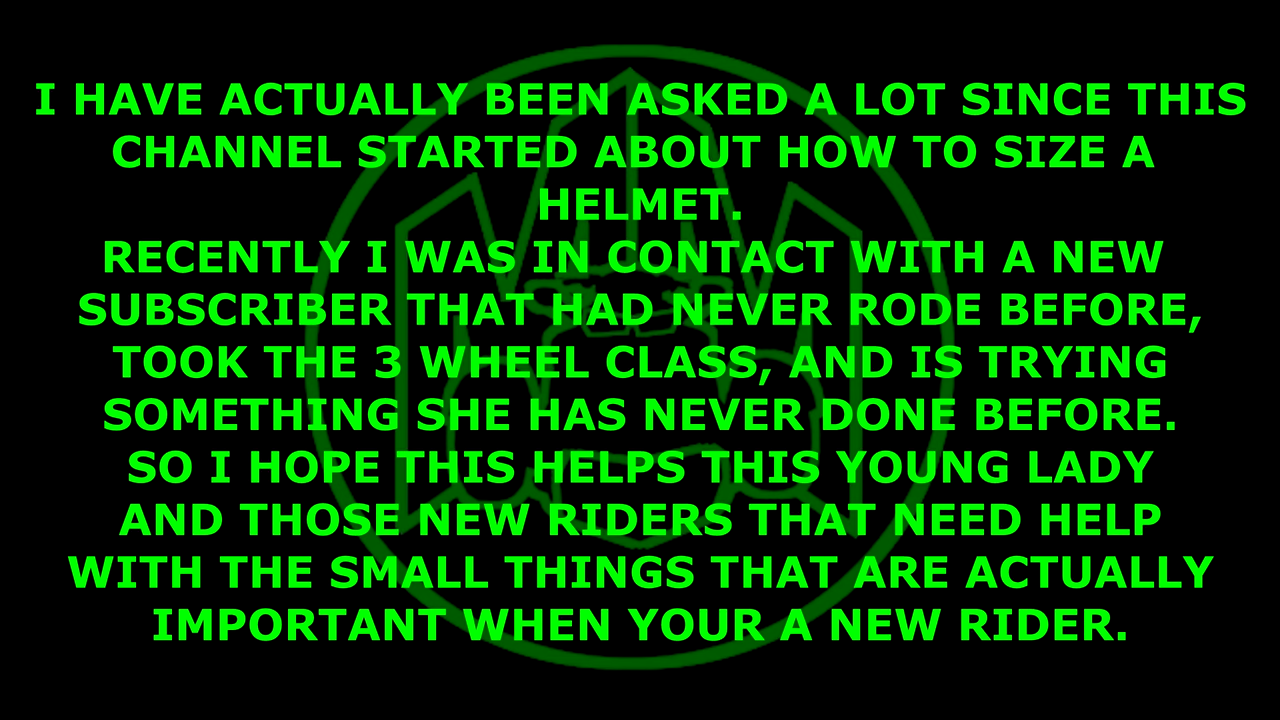 I HAVE ACTUALLY BEEN ASKED A LOT SINCE THIS
CHANNEL STARTED ABOUT HOW TO SIZE A
HELMET.
RECENTLY I WAS IN CONTACT WITH A NEW
SUBSCRIBER THAT HAD NEVER RODE BEFORE,
TOOK THE 3 WHEEL CLASS, AND IS TRYING
SOMETHING SHE HAS NEVER DONE BEFORE.
SO I HOPE THIS HELPS THIS YOUNG LADY
AND THOSE NEW RIDERS THAT NEED HELP
WITH THE SMALL THINGS THAT ARE ACTUALLY
IMPORTANT WHEN YOUR A NEW RIDER.